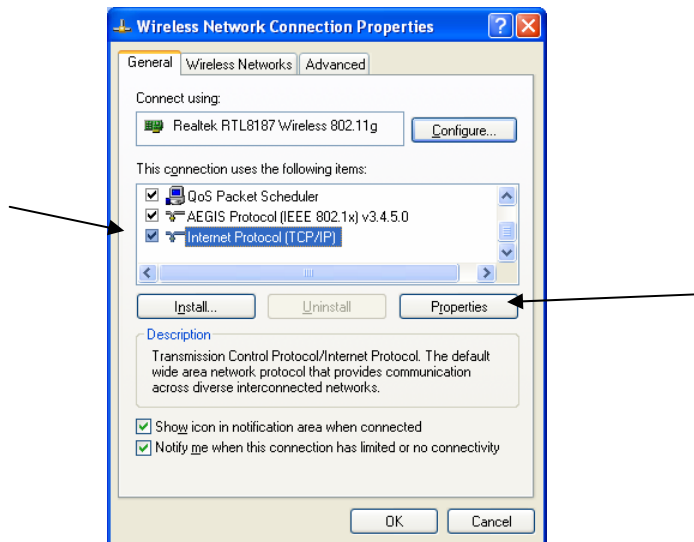 Wireless Network Connection Properties
General Wireless Networks Advanced
Connect using:
Realtek RTL8187 Wireless 802.11g Configure...
This connection uses the following items:
QoS Packet Scheduler
AEGIS Protocol (IEEE 802.1x) v3.4.5.0
Internet Protocol (TCP/IP)
Install... Uninstall Properties
Description
Transmission Control Protocol/Internet Protocol. The default
wide area network protocol that provides communication
across diverse interconnected networks.
Show icon in notification area when connected
Notify me when this connection has limited or no connectivity
OK Cancel